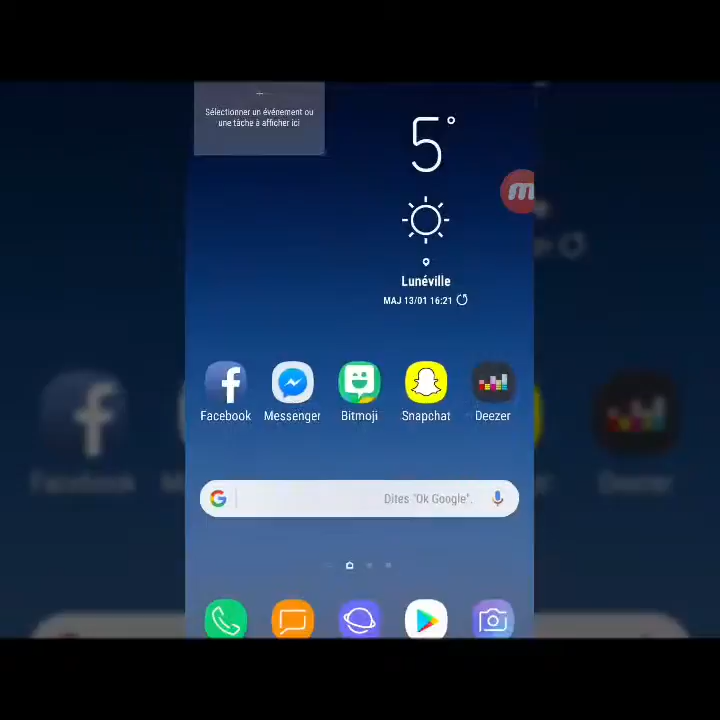 Sélectionner un événement ou
une tâche à afficher ici
5°
Lunéville
MAJ 13/01 16:21
Facebook
Messenger
Bitmoji
Snapchat
Deezer
Dites "Ok Google".